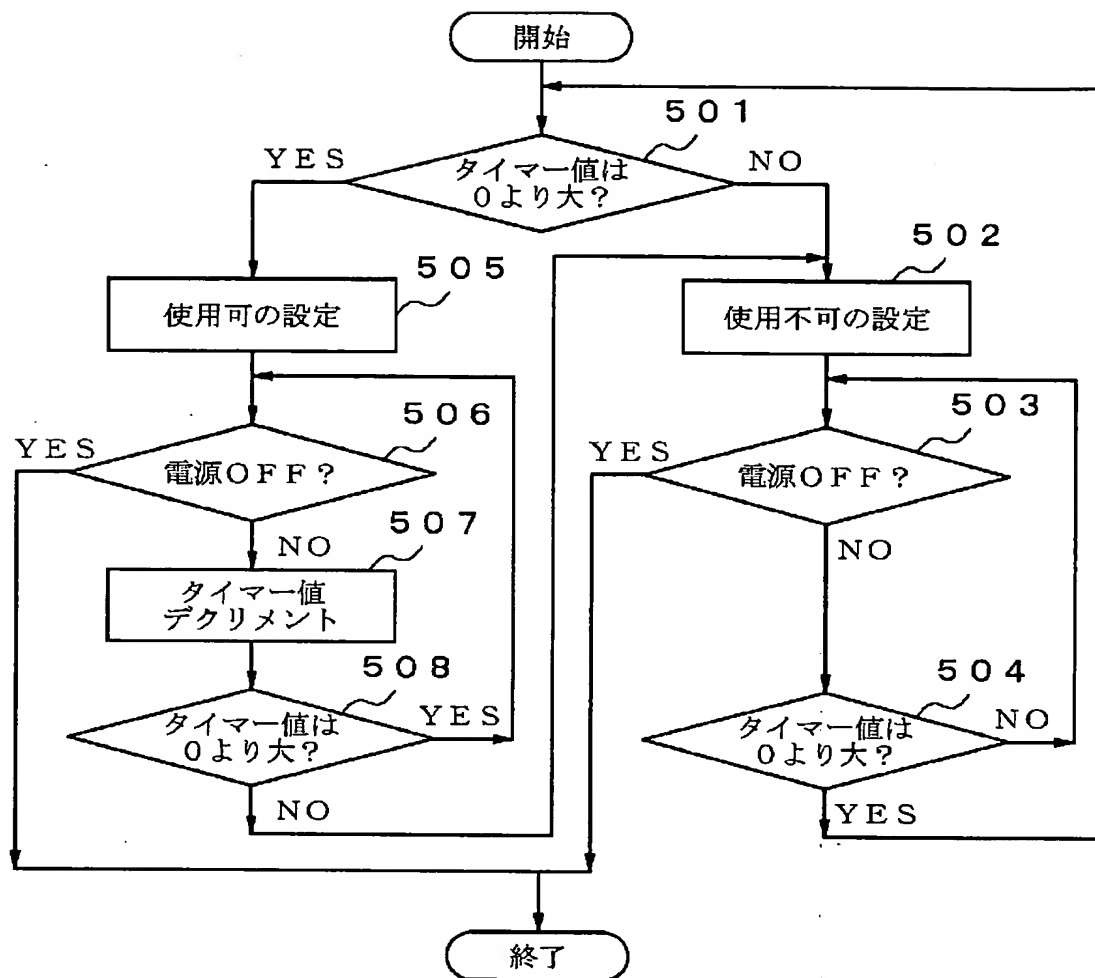 開始
501
YES
タイマー値は
0より大?
NO
505
使用可の設定
502
使用不可の設定
506
YES
電源OFF?
NO
503
YES
電源OFF?
NO
507
タイマー値
デクリメント
508
タイマー値は
0より大?
YES
NO
504
タイマー値は
0より大?
NO
YES
終了